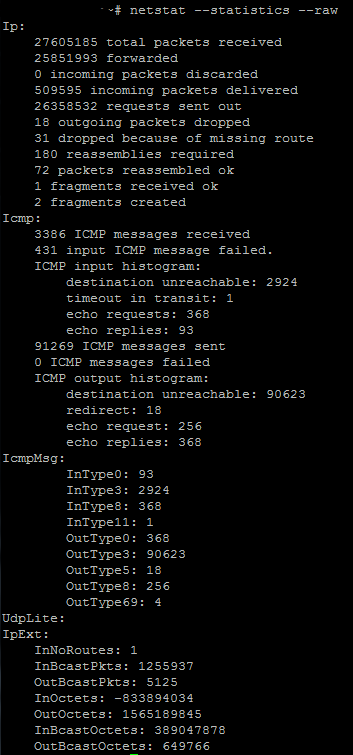 ~# netstat --statistics --raw
Ip:
    27605185 total packets received
    25851993 forwarded
    0 incoming packets discarded
    509595 incoming packets delivered
    26358532 requests sent out
    18 outgoing packets dropped
    31 dropped because of missing route
    180 reassemblies required
    72 packets reassembled ok
    1 fragments received ok
    2 fragments created
Icmp:
    3386 ICMP messages received
    431 input ICMP message failed.
    ICMP input histogram:
        destination unreachable: 2924
        timeout in transit: 1
        echo requests: 368
        echo replies: 93
    91269 ICMP messages sent
    0 ICMP messages failed
    ICMP output histogram:
        destination unreachable: 90623
        redirect: 18
        echo request: 256
        echo replies: 368
IcmpMsg:
        InType0: 93
        InType3: 2924
        InType8: 368
        InType11: 1
        OutType0: 368
        OutType3: 90623
        OutType5: 18
        OutType8: 256
        OutType69: 4
UdpLite:
IpExt:
    InNoRoutes: 1
    InBcastPkts: 1255937
    OutBcastPkts: 5125
    InOctets: -833894034
    OutOctets: 1565189845
    InBcastOctets: 389047878
    OutBcastOctets: 649766